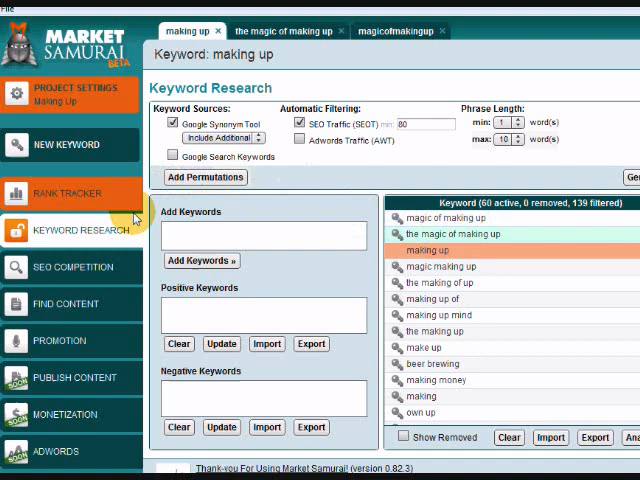 File
MARKET SAMURAI BETA
making up × the magic of making up × magicofmakingup ×
Keyword: making up
PROJECT SETTINGS
Making Up
NEW KEYWORD
RANK TRACKER
KEYWORD RESEARCH
SEO COMPETITION
FIND CONTENT
PROMOTION
SOON
PUBLISH CONTENT
SOON
MONETIZATION
SOON
ADWORDS
Keyword Research
Keyword Sources:
Google Synonym Tool
Include Additional
Google Search Keywords
Automatic Filtering:
SEO Traffic (SEOT) min: 80
Adwords Traffic (AWT)
Phrase Length:
min: 1 word(s)
max: 10 word(s)
Add Permutations
Add Keywords
Add Keywords »
Positive Keywords
Clear Update Import Export
Negative Keywords
Clear Update Import Export
Keyword (60 active, 0 removed, 139 filtered)
magic of making up
the magic of making up
making up
magic making up
the making of up
making up of
making up mind
the making up
make up
beer brewing
making money
making
own up
Show Removed Clear Import Export
Thank-you For Using Market Samurai! (version 0.82.3)